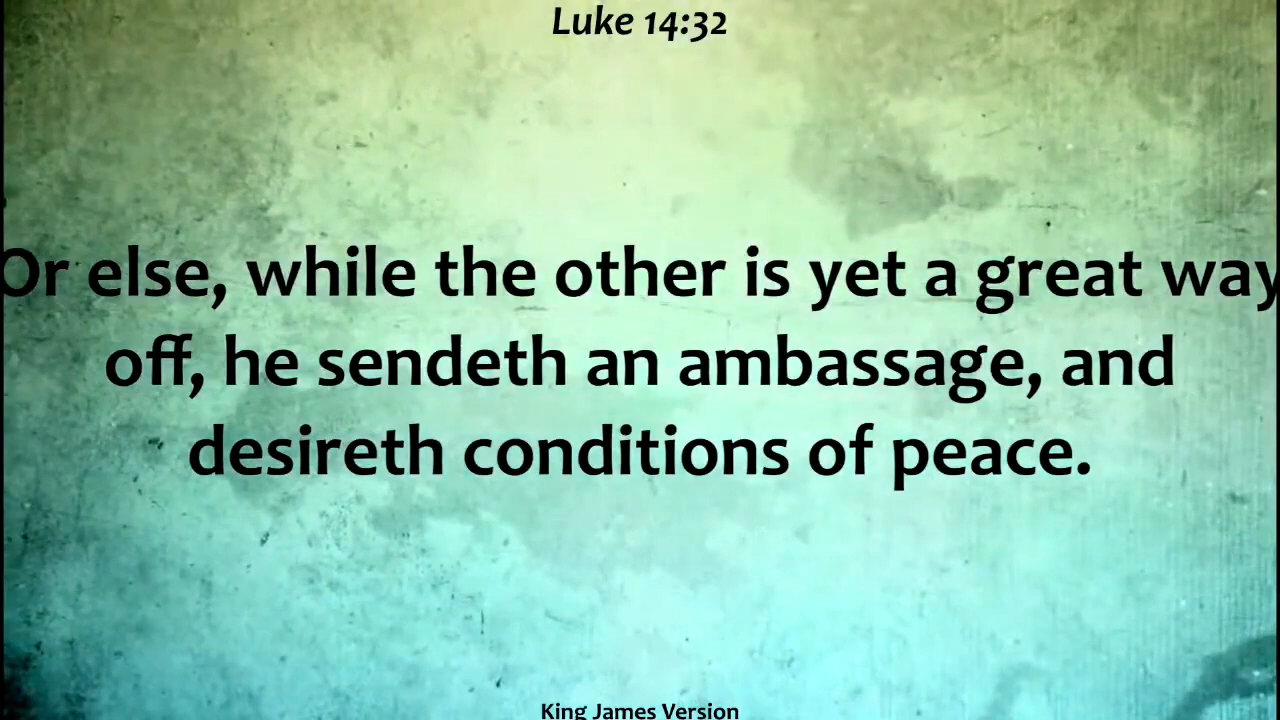 Luke 14:32
Or else, while the other is yet a great way
off, he sendeth an ambassage, and
desireth conditions of peace.
King James Version